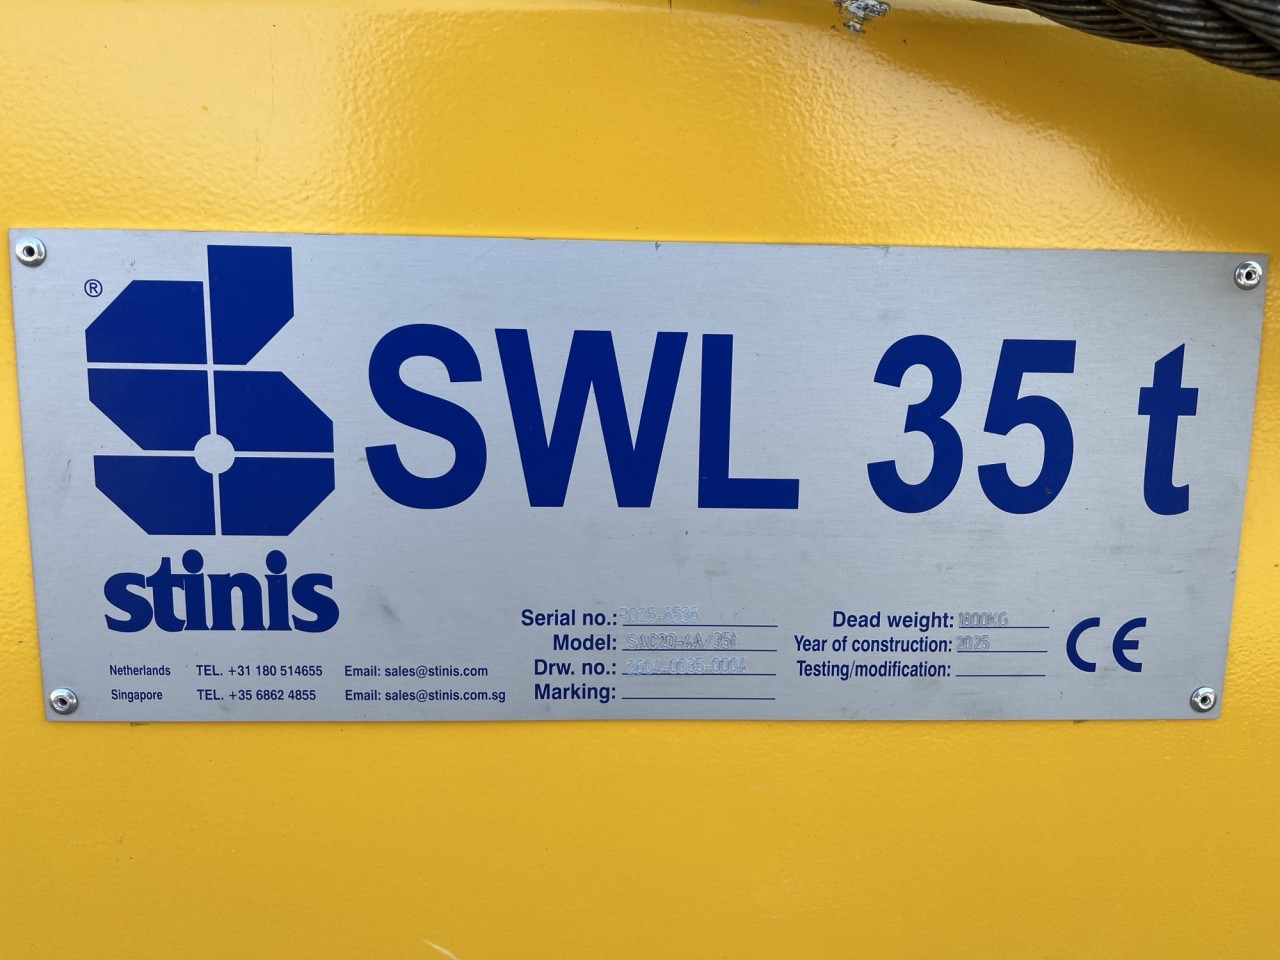 ®
SWL 35 t
stinis
Serial no.:
Model: SAC20-4A/35t
Drw. no.:
Marking:
Dead weight: 1800KG
Year of construction: 2025
Testing/modification:
CE
Netherlands TEL. +31 180 514655 Email: sales@stinis.com
Singapore TEL. +35 6862 4855 Email: sales@stinis.com.sg